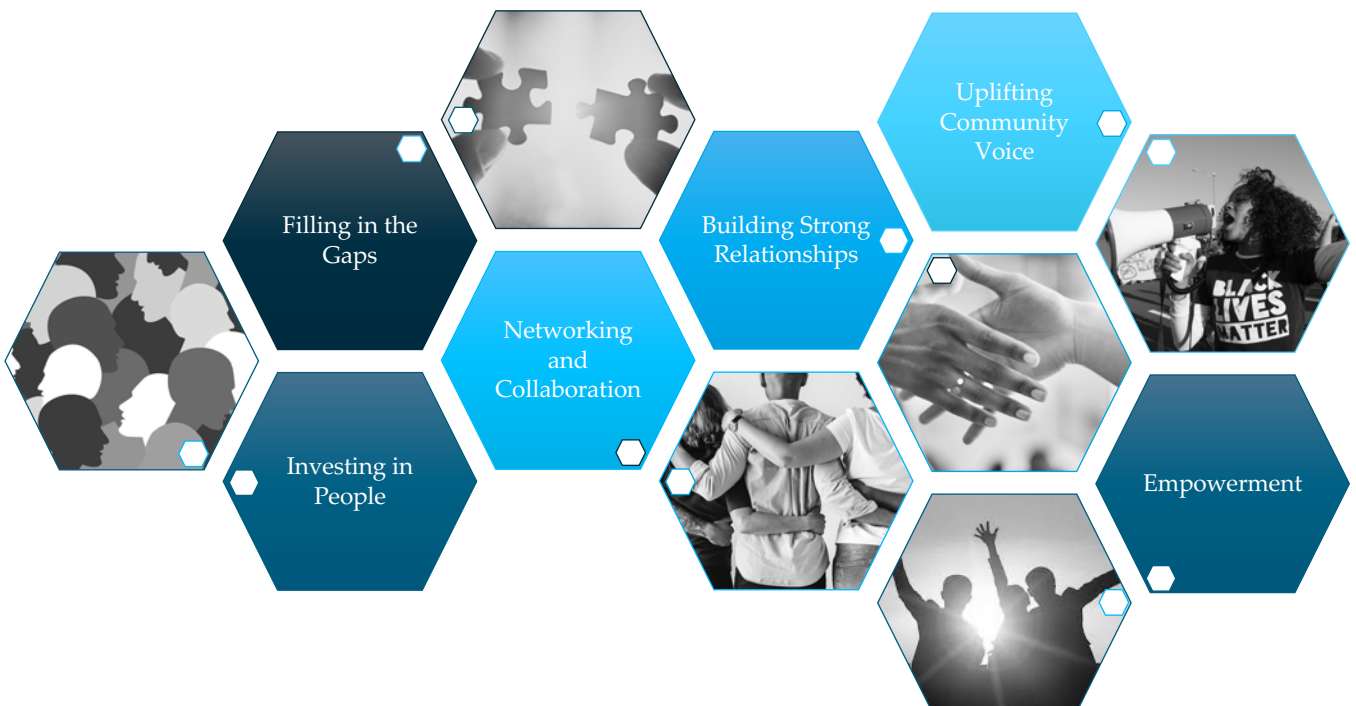 Filling in the
Gaps
Investing in
People
Networking
and
Collaboration
Building Strong
Relationships
Uplifting
Community
Voice
BLACK
LIVES
MATTER
Empowerment